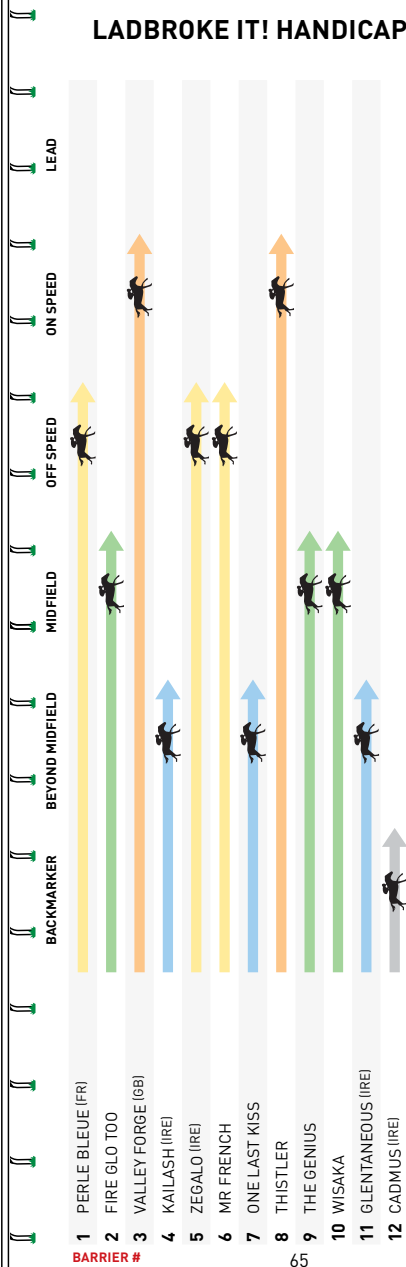 LADBROKE IT! HANDICAP
LEAD
ON SPEED
OFF SPEED
MIDFIELD
BEYOND MIDFIELD
BACKMARKER
1 PERLE BLEUE (FR)
2 FIRE GLO TOO
3 VALLEY FORGE (GB)
4 KAILASH (IRE)
5 ZEGALO (IRE)
6 MR FRENCH
7 ONE LAST KISS
8 THISTLER
9 THE GENIUS
10 WISAKA
11 GLENTANEOUS (IRE)
12 CADMUS (IRE)
BARRIER #
65